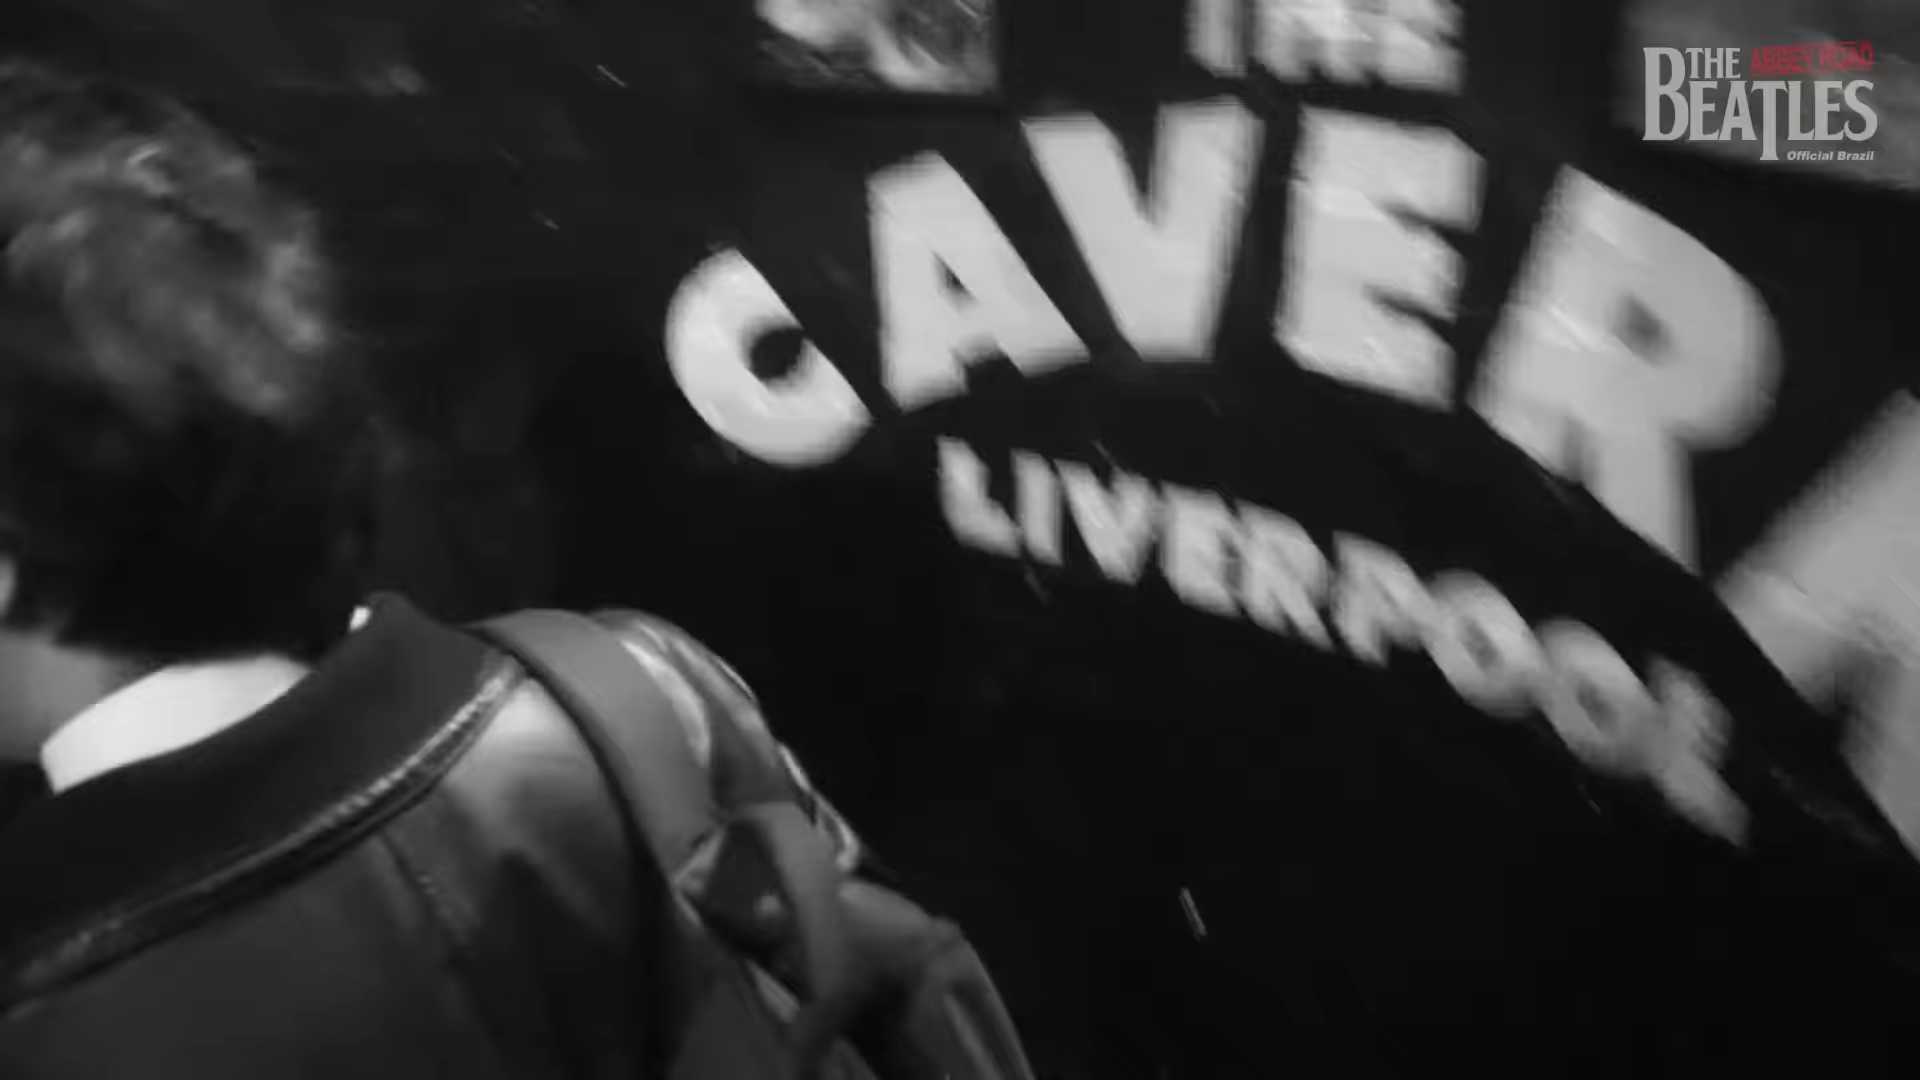 THE
CAVER
LIVERPOOL
THE ABBEY ROAD
BEATLES
Official Brazil